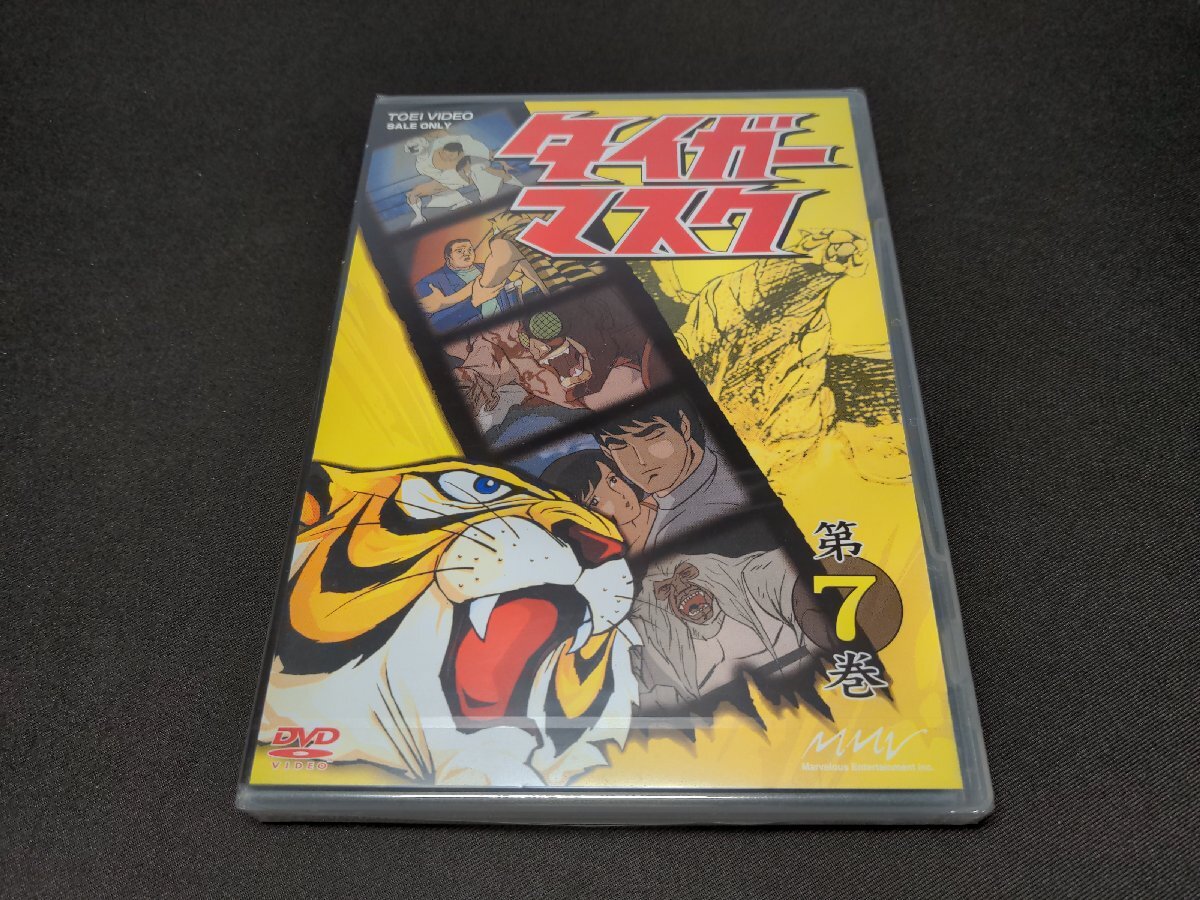 TOEI VIDEO
SALE ONLY
タイガー
マスク
第
7
巻
DVD
VIDEO
MMV
Marvelous Entertainment Inc.